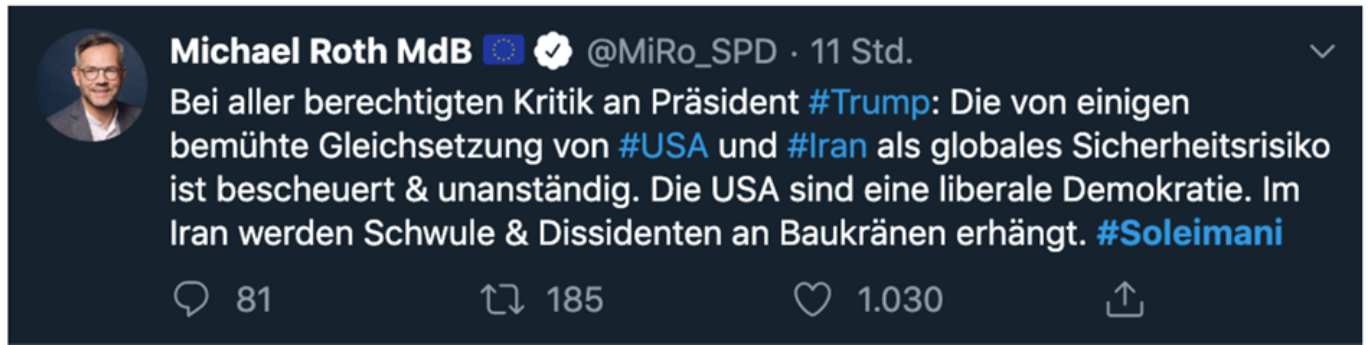 Michael Roth MdB 🇪🇺 @MiRo_SPD · 11 Std.
Bei aller berechtigten Kritik an Präsident #Trump: Die von einigen
bemühte Gleichsetzung von #USA und #Iran als globales Sicherheitsrisiko
ist bescheuert & unanständig. Die USA sind eine liberale Demokratie. Im
Iran werden Schwule & Dissidenten an Baukränen erhängt. #Soleimani
81 185 1.030